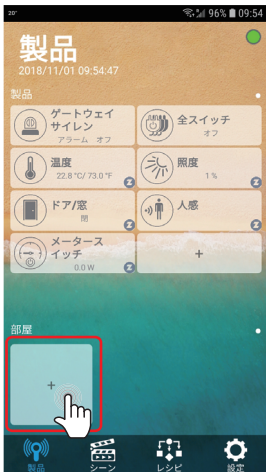 20° 96% 09:54
製品
2018/11/01 09:54:47
製品
ゲートウェイ
サイレン
アラーム オフ
全スイッチ
オフ
温度
22.8 °C/ 73.0 °F
照度
1 %
ドア/窓
閉
人感
メータース
イッチ
0.0 W
+
部屋
+
製品 シーン レシピ 設定